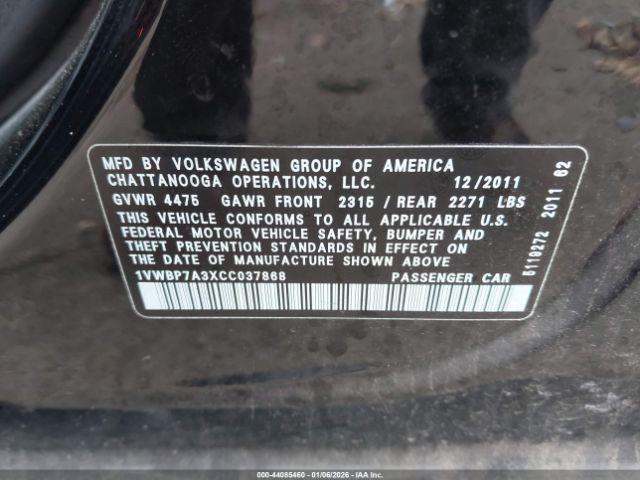 MFD BY VOLKSWAGEN GROUP OF AMERICA
CHATTANOOGA OPERATIONS, LLC. 12/2011
GVWR 4475 GAWR FRONT 2315 / REAR 2271 LBS
THIS VEHICLE CONFORMS TO ALL APPLICABLE U.S.
FEDERAL MOTOR VEHICLE SAFETY, BUMPER AND
THEFT PREVENTION STANDARDS IN EFFECT ON
THE DATE OF MANUFACTURE SHOWN ABOVE
1VWBP7A3XCC037868 PASSENGER CAR
5119272 2011 62
000-44085460 - 01/06/2026 - IAAI.COM